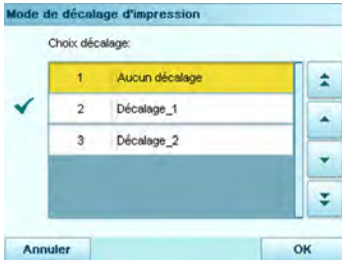 Mode de décalage d'impression
Choix décalage:
1 Aucun décalage
2 Décalage_1
3 Décalage_2
Annuler OK